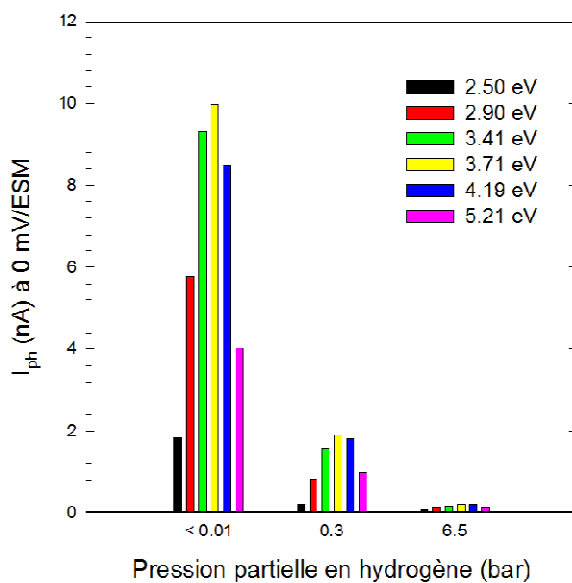 12
10
8
6
4
2
0
I_ph (nA) à 0 mV/ESM
2.50 eV
2.90 eV
3.41 eV
3.71 eV
4.19 eV
5.21 eV
< 0.01
0.3
6.5
Pression partielle en hydrogène (bar)